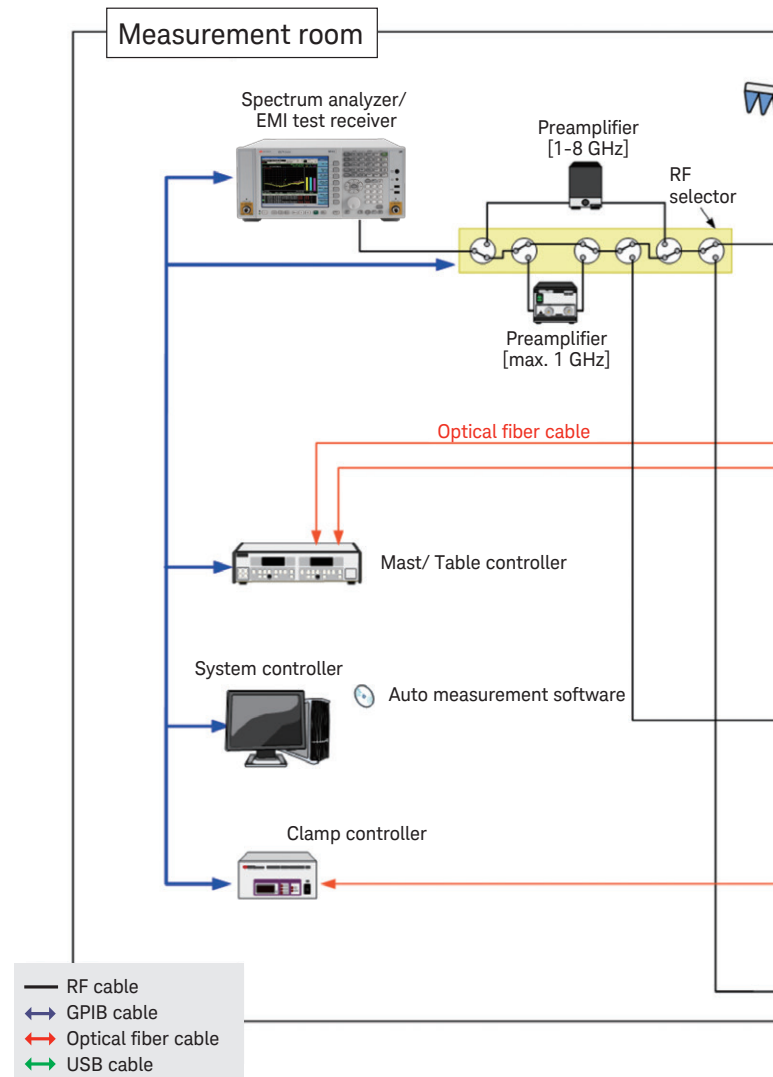 Measurement room
Spectrum analyzer/
EMI test receiver
Preamplifier
[1-8 GHz]
RF
selector
Preamplifier
[max. 1 GHz]
Optical fiber cable
Mast/ Table controller
System controller
Auto measurement software
Clamp controller
RF cable
GPIB cable
Optical fiber cable
USB cable